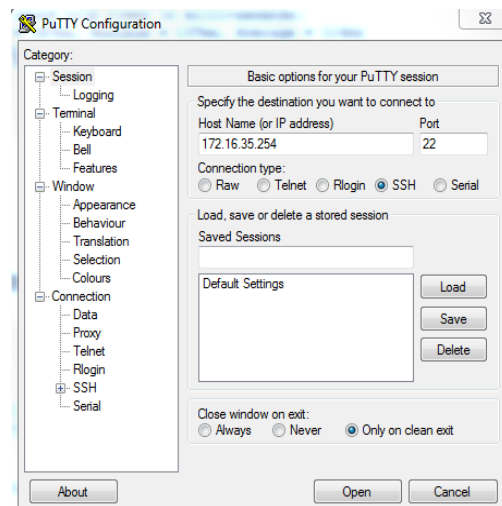 PuTTY Configuration
Category:
Session
Logging
Terminal
Keyboard
Bell
Features
Window
Appearance
Behaviour
Translation
Selection
Colours
Connection
Data
Proxy
Telnet
Rlogin
SSH
Serial
Basic options for your PuTTY session
Specify the destination you want to connect to
Host Name (or IP address) Port
172.16.35.254 22
Connection type:
Raw Telnet Rlogin SSH Serial
Load, save or delete a stored session
Saved Sessions
Default Settings
Load
Save
Delete
Close window on exit:
Always Never Only on clean exit
About Open Cancel